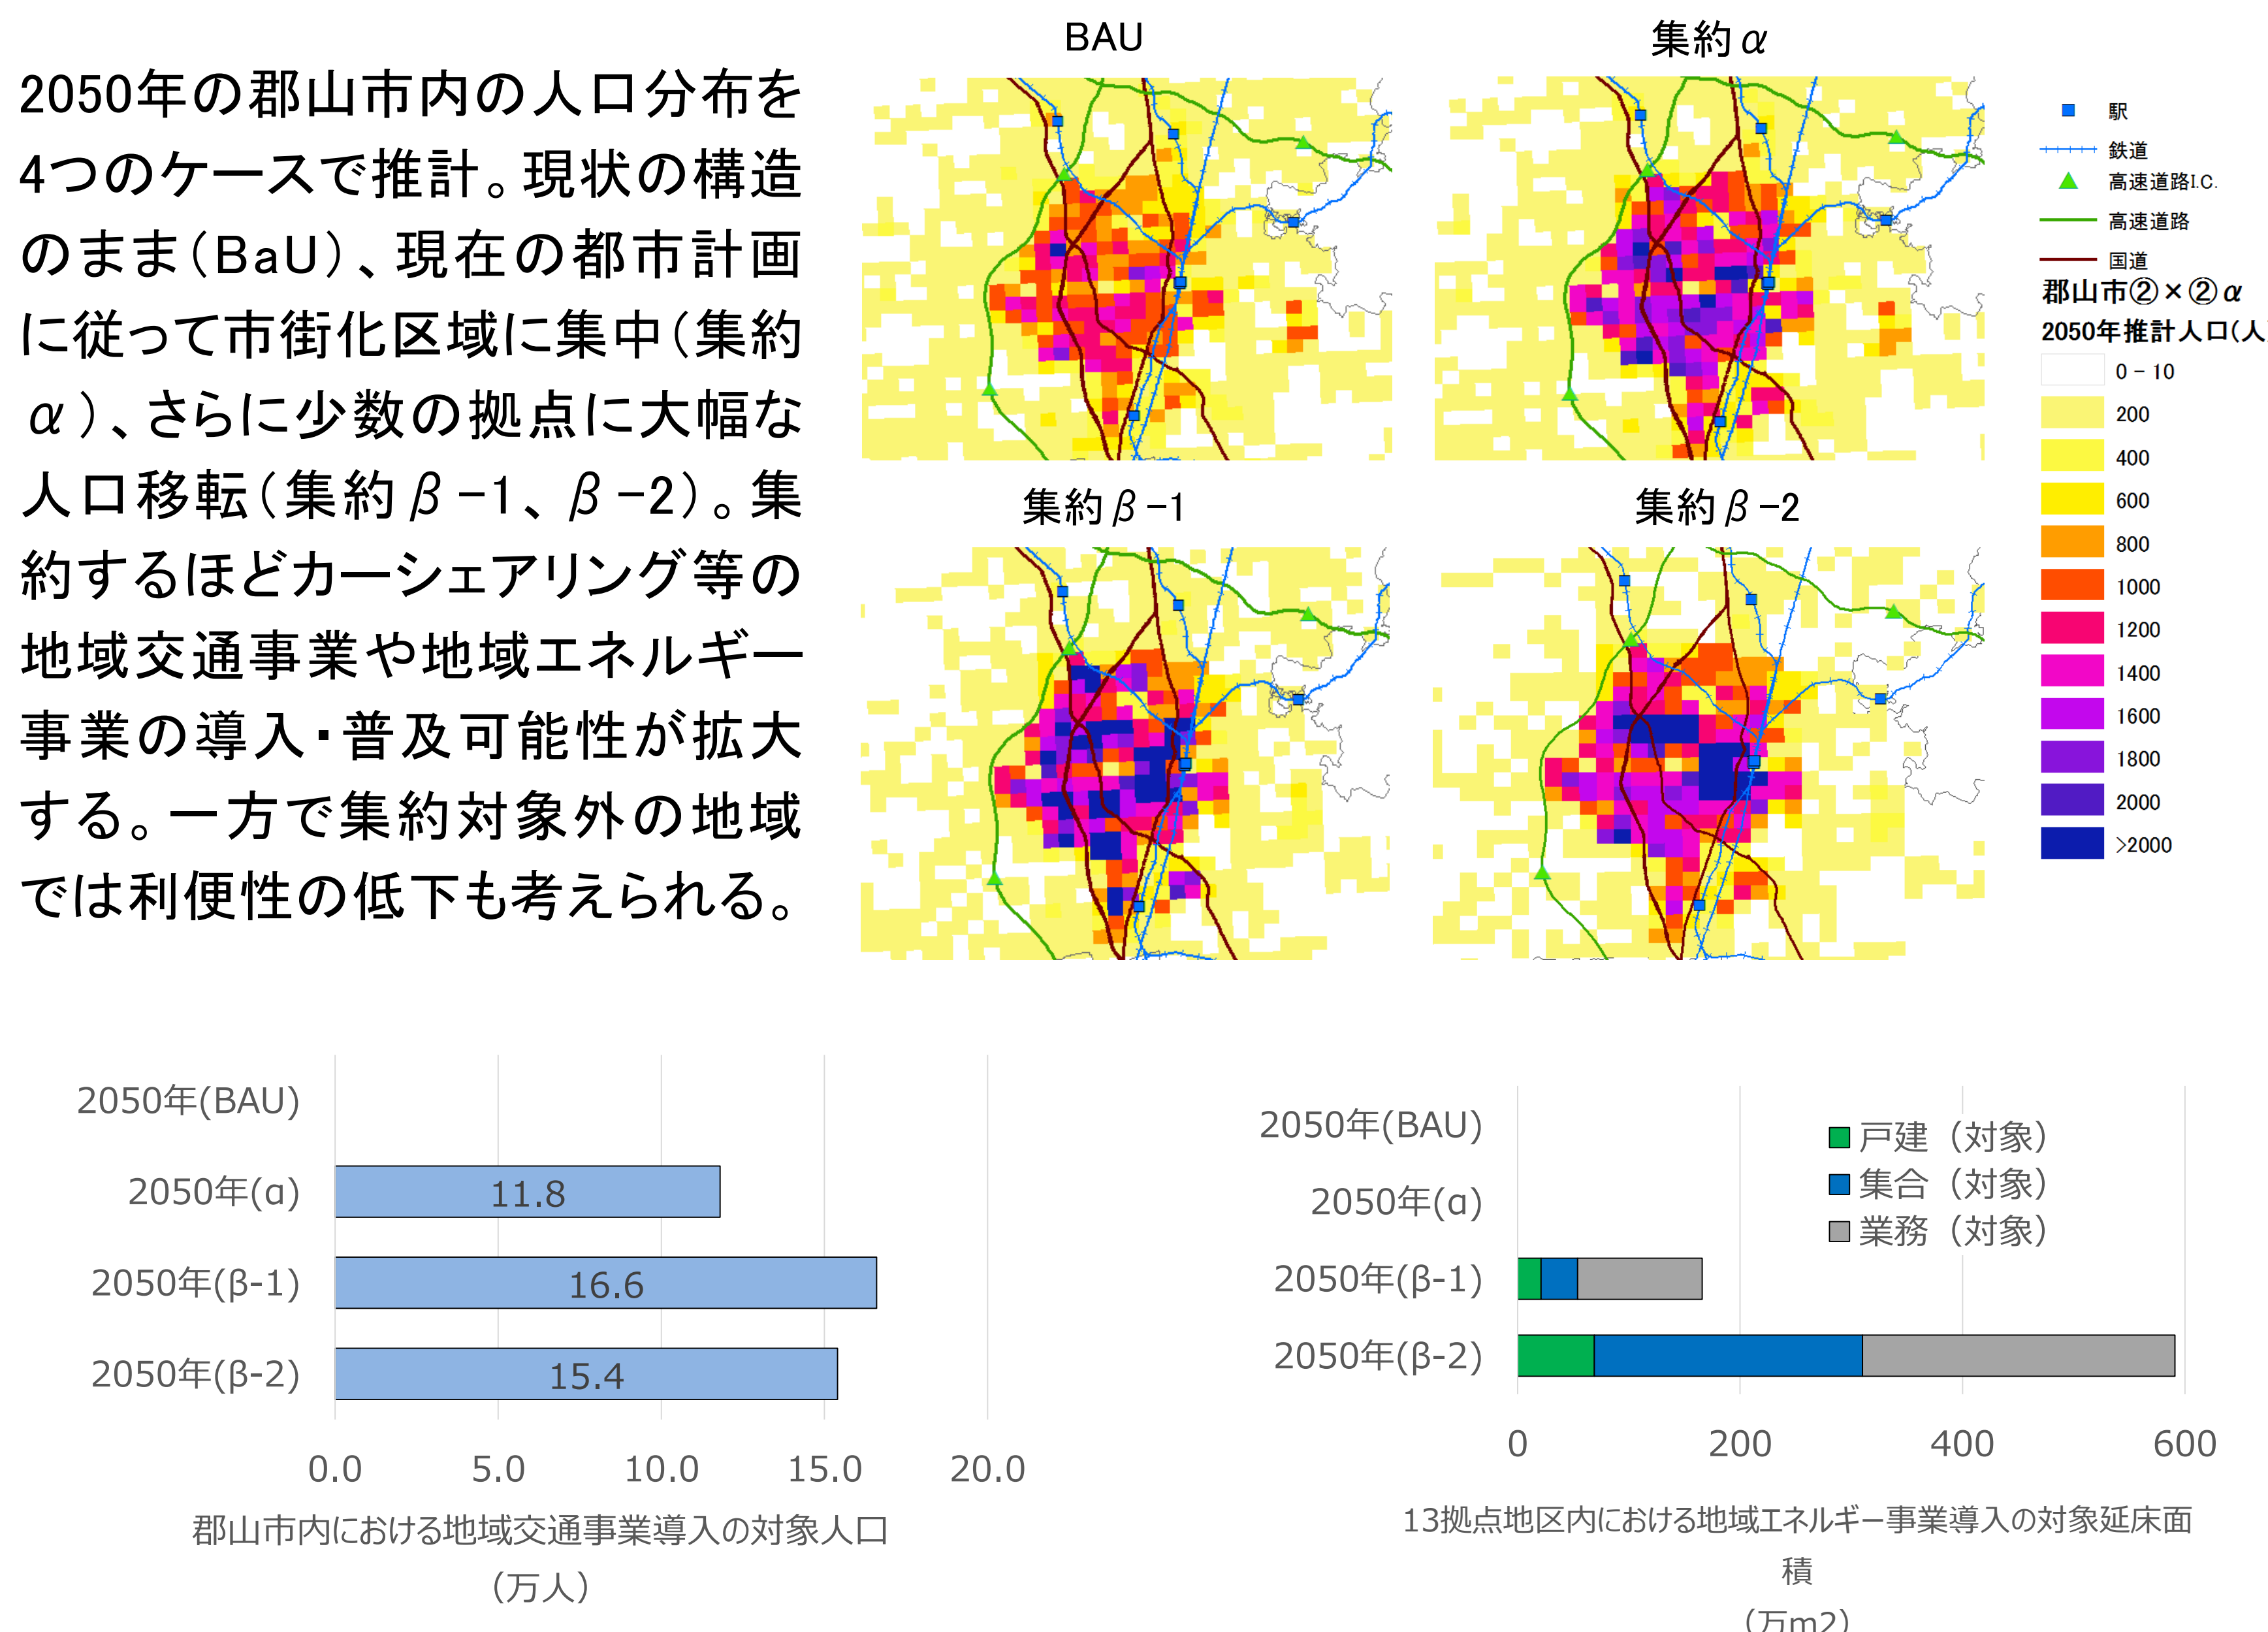 2050年の郡山市内の人口分布を
4つのケースで推計。現状の構造
のまま(BaU)、現在の都市計画
に従って市街化区域に集中(集約
α)、さらに少数の拠点に大幅な
人口移転(集約β-1、β-2)。集
約するほどカーシェアリング等の
地域交通事業や地域エネルギー
事業の導入・普及可能性が拡大
する。一方で集約対象外の地域
では利便性の低下も考えられる。
BAU
集約α
集約β-1
集約β-2
駅
鉄道
高速道路I.C.
高速道路
国道
郡山市②×②α
2050年推計人口(人
0 - 10
200
400
600
800
1000
1200
1400
1600
1800
2000
>2000
2050年(BAU)
2050年(α)
2050年(β-1)
2050年(β-2)
11.8
16.6
15.4
0.0 5.0 10.0 15.0 20.0
郡山市内における地域交通事業導入の対象人口
(万人)
2050年(BAU)
2050年(α)
2050年(β-1)
2050年(β-2)
戸建（対象）
集合（対象）
業務（対象）
0 200 400 600
13拠点地区内における地域エネルギー事業導入の対象延床面
積
(万m2)